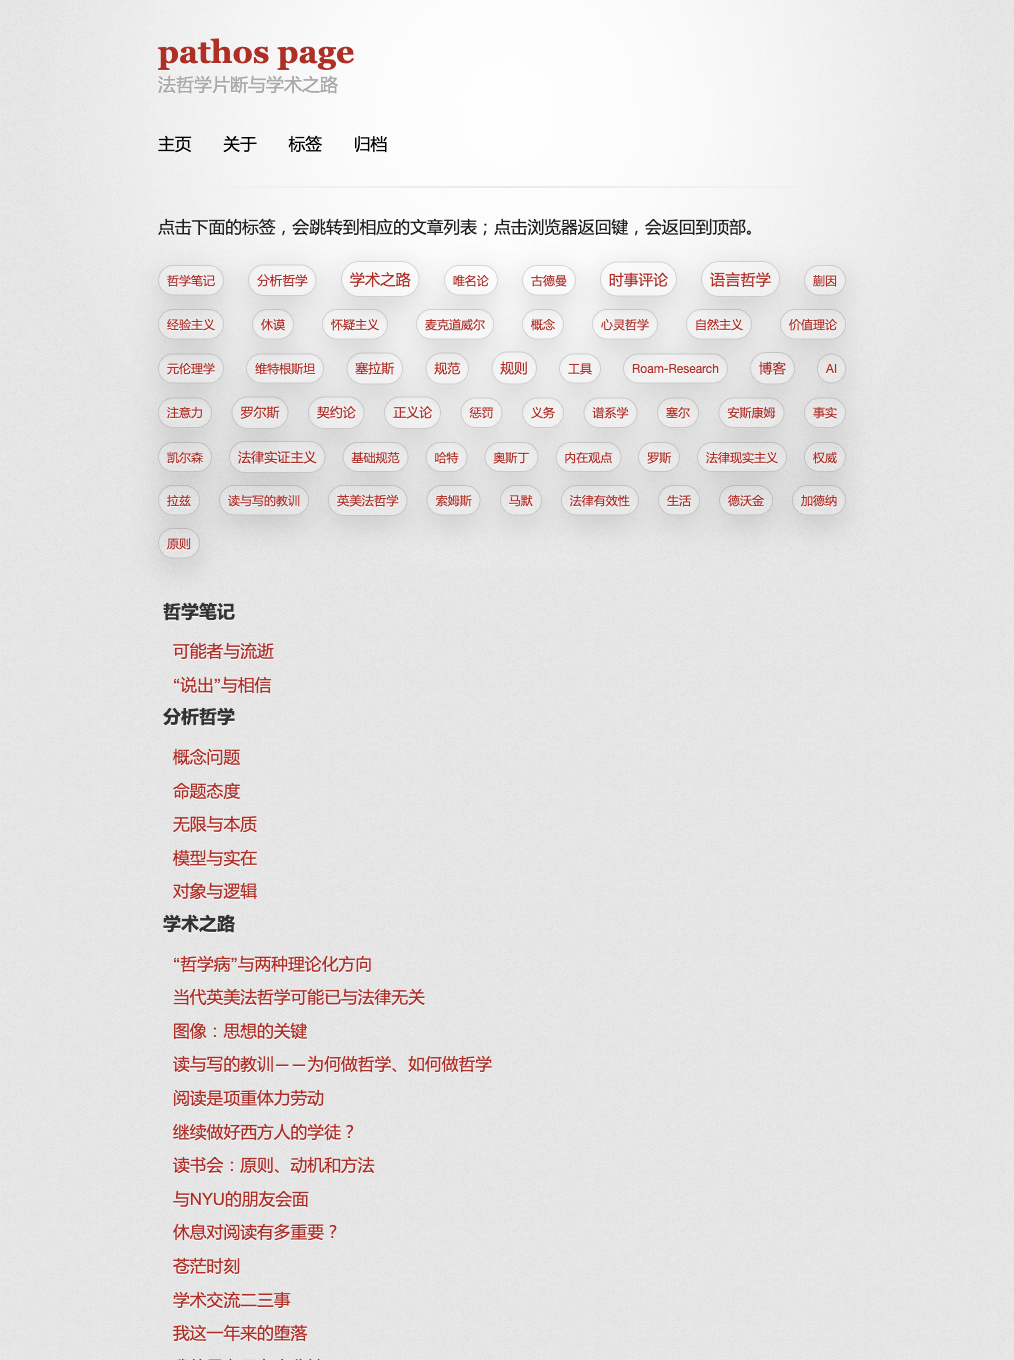 pathos page
法哲学片断与学术之路
主页 关于 标签 归档
点击下面的标签，会跳转到相应的文章列表；点击浏览器返回键，会返回到顶部。
哲学笔记 分析哲学 学术之路 唯名论 古德曼 时事评论 语言哲学 蒯因
经验主义 休谟 怀疑主义 麦克道威尔 概念 心灵哲学 自然主义 价值理论
元伦理学 维特根斯坦 塞拉斯 规范 规则 工具 Roam-Research 博客 AI
注意力 罗尔斯 契约论 正义论 惩罚 义务 谱系学 塞尔 安斯康姆 事实
凯尔森 法律实证主义 基础规范 哈特 奥斯丁 内在观点 罗斯 法律现实主义 权威
拉兹 读与写的教训 英美法哲学 索姆斯 马默 法律有效性 生活 德沃金 加德纳
原则
哲学笔记
可能者与流逝
“说出”与相信
分析哲学
概念问题
命题态度
无限与本质
模型与实在
对象与逻辑
学术之路
“哲学病”与两种理论化方向
当代英美法哲学可能已与法律无关
图像：思想的关键
读与写的教训——为何做哲学、如何做哲学
阅读是项重体力劳动
继续做好西方人的学徒？
读书会：原则、动机和方法
与NYU的朋友会面
休息对阅读有多重要？
苍茫时刻
学术交流二三事
我这一年来的堕落